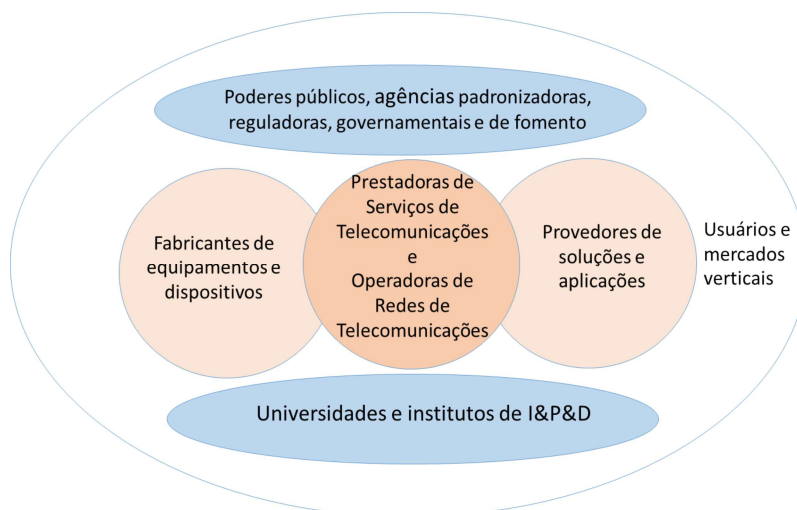 Poderes públicos, agências padronizadoras,
reguladoras, governamentais e de fomento
Fabricantes de
equipamentos e
dispositivos
Prestadoras de
Serviços de
Telecomunicações
e
Operadoras de
Redes de
Telecomunicações
Provedores de
soluções e
aplicações
Usuários e
mercados
verticais
Universidades e institutos de I&P&D